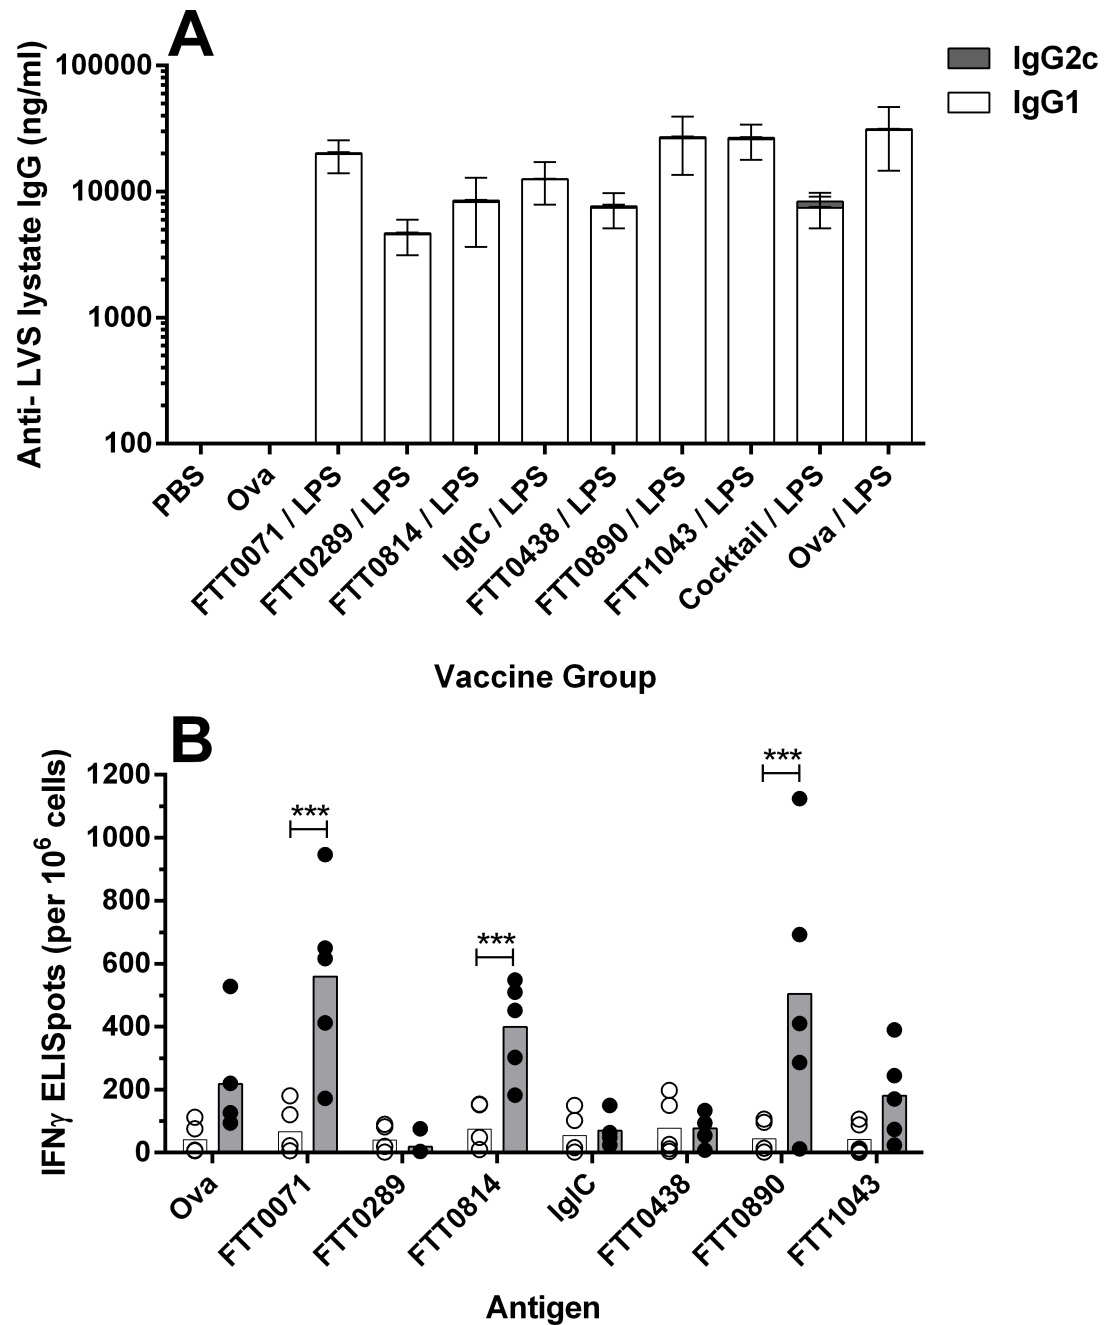 A
Anti- LVS lystate IgG (ng/ml)
100000
10000
1000
100
IgG2c
IgG1
PBS
Ova
FTT0071 / LPS
FTT0289 / LPS
FTT0814 / LPS
IglC / LPS
FTT0438 / LPS
FTT0890 / LPS
FTT1043 / LPS
Cocktail / LPS
Ova / LPS
Vaccine Group
B
IFNγ ELISpots (per 10⁶ cells)
1200
1000
800
600
400
200
0
***
***
***
Ova
FTT0071
FTT0289
FTT0814
IglC
FTT0438
FTT0890
FTT1043
Antigen